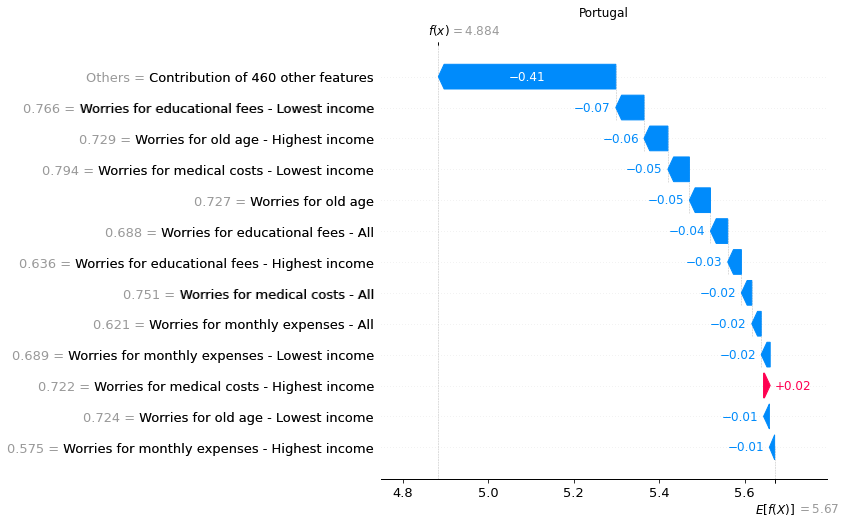 Portugal
f(x) = 4.884
Others = Contribution of 460 other features
−0.41
0.766 = Worries for educational fees - Lowest income
−0.07
0.729 = Worries for old age - Highest income
−0.06
0.794 = Worries for medical costs - Lowest income
−0.05
0.727 = Worries for old age
−0.05
0.688 = Worries for educational fees - All
−0.04
0.636 = Worries for educational fees - Highest income
−0.03
0.751 = Worries for medical costs - All
−0.02
0.621 = Worries for monthly expenses - All
−0.02
0.689 = Worries for monthly expenses - Lowest income
−0.02
0.722 = Worries for medical costs - Highest income
+0.02
0.724 = Worries for old age - Lowest income
−0.01
0.575 = Worries for monthly expenses - Highest income
−0.01
4.8 5.0 5.2 5.4 5.6
E[f(X)] = 5.67